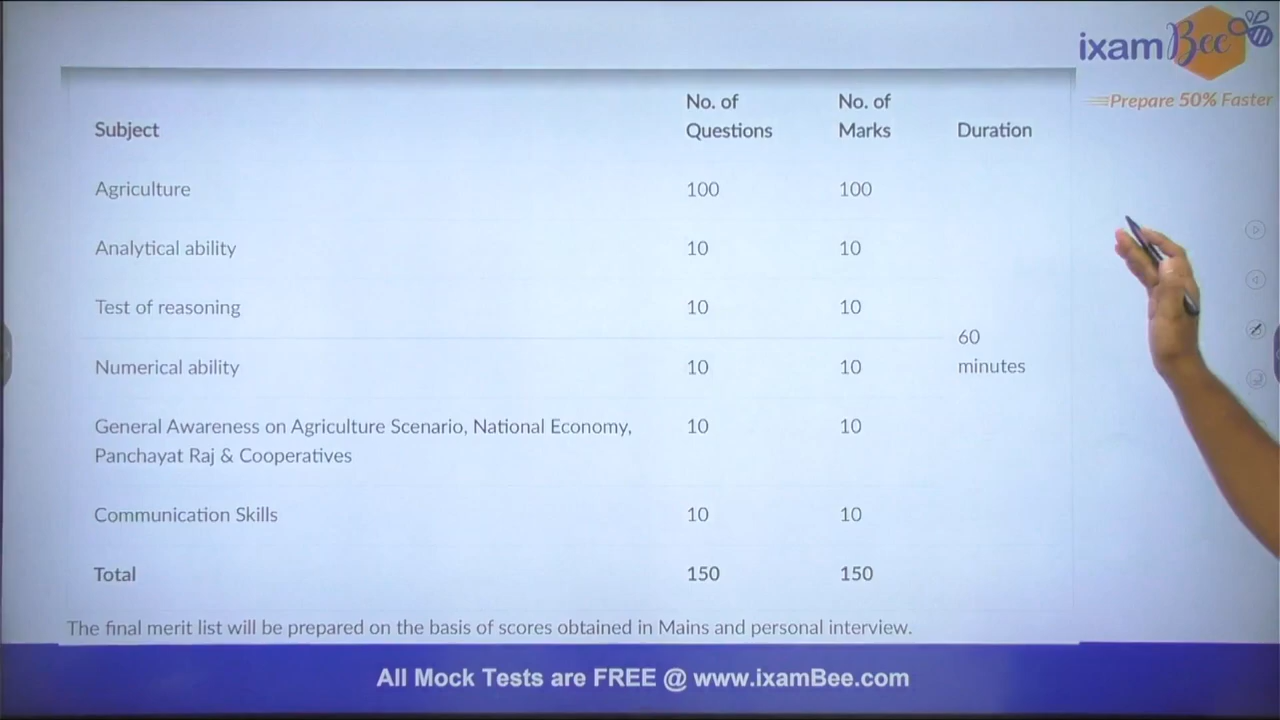 ixamBee
Prepare 50% Faster
Subject No. of Questions No. of Marks Duration
Agriculture 100 100
Analytical ability 10 10
Test of reasoning 10 10
60 minutes
Numerical ability 10 10
General Awareness on Agriculture Scenario, National Economy, 10 10
Panchayat Raj & Cooperatives
Communication Skills 10 10
Total 150 150
The final merit list will be prepared on the basis of scores obtained in Mains and personal interview.
All Mock Tests are FREE @ www.ixamBee.com